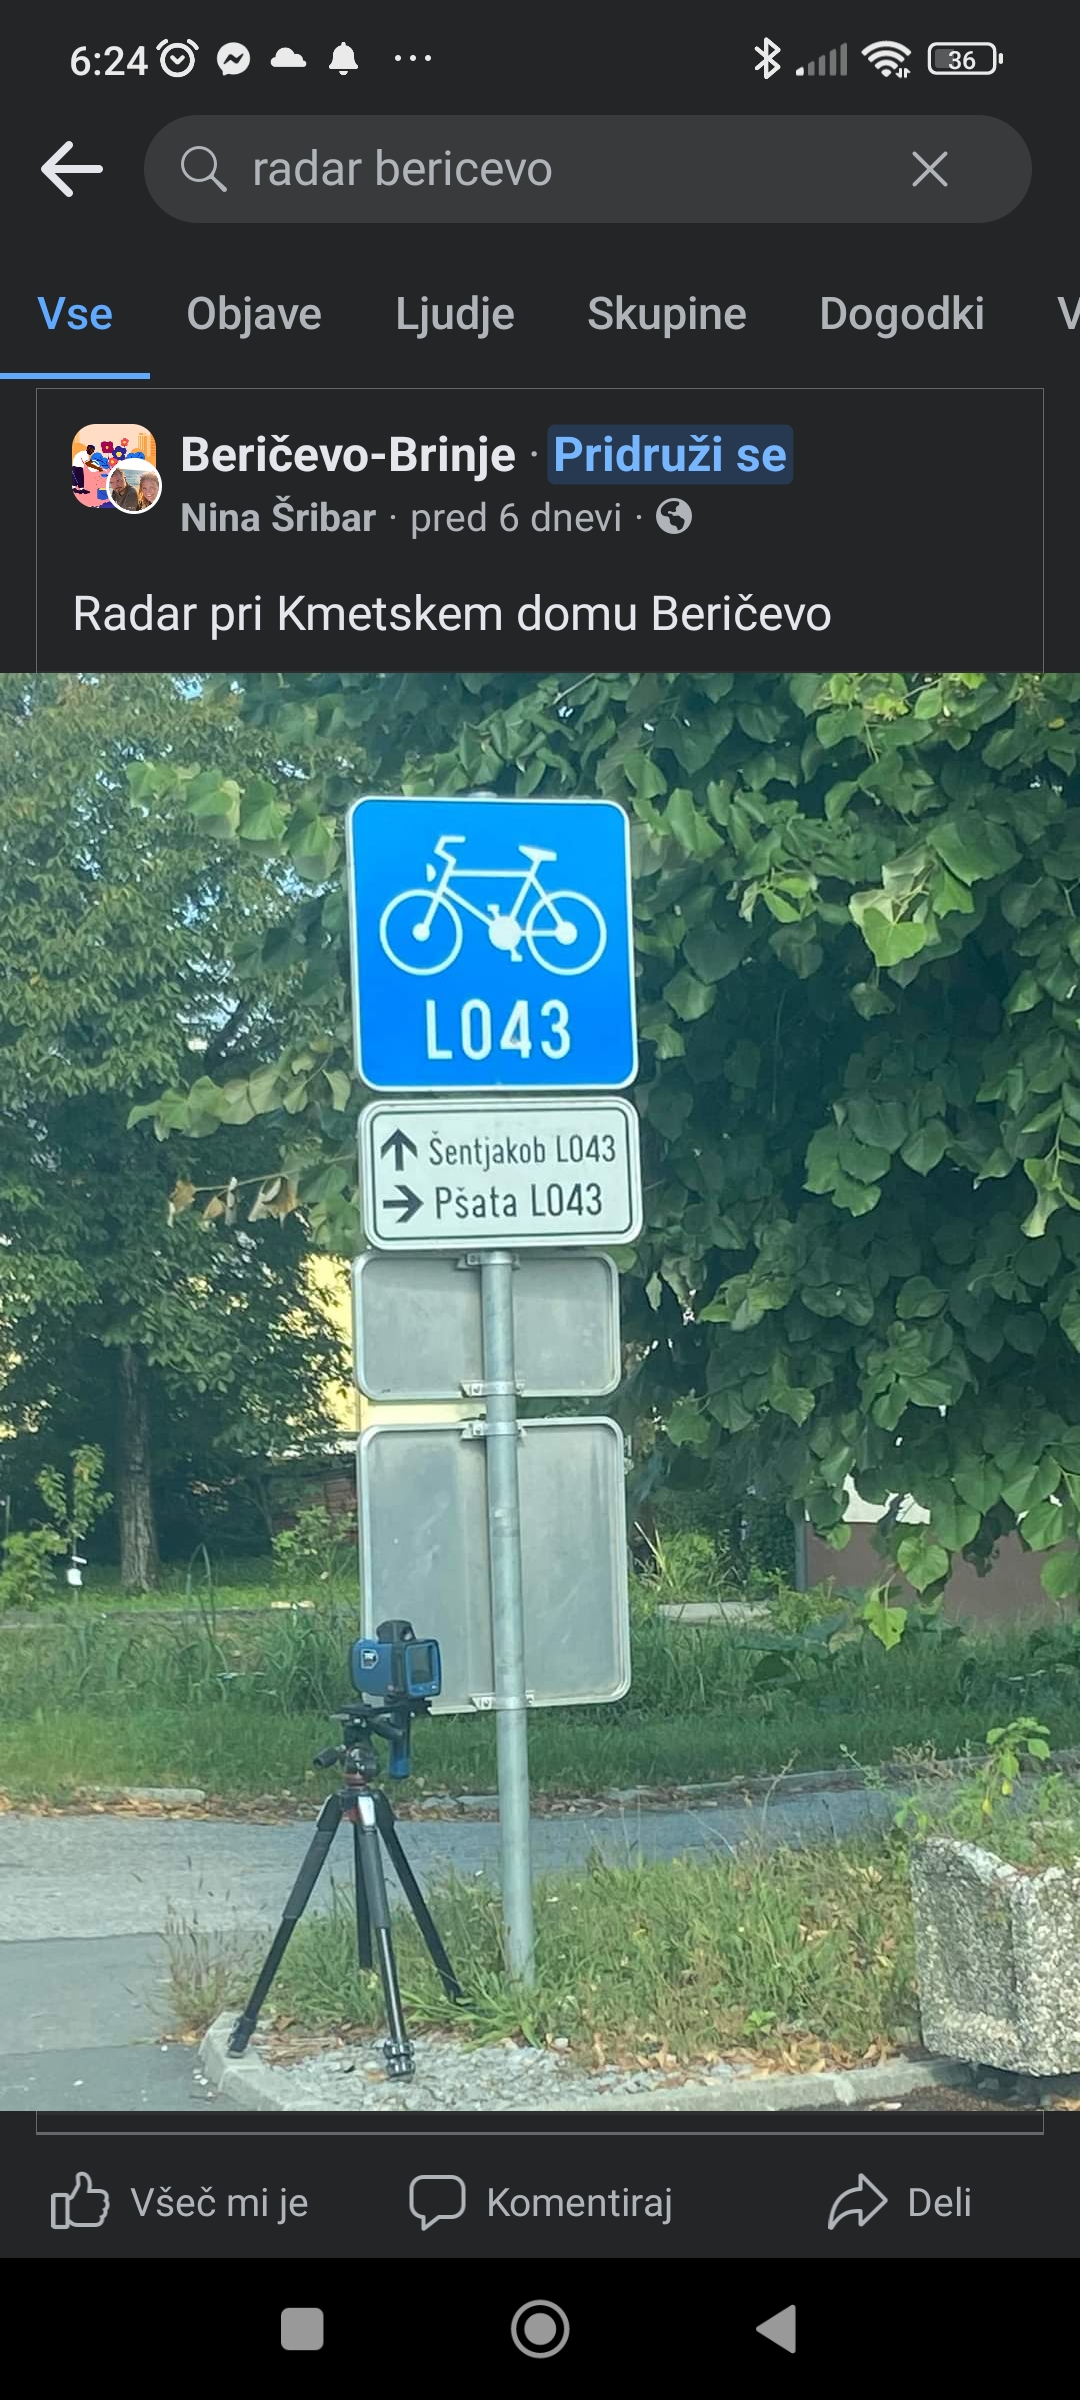 6:24
36
radar bericevo
Vse Objave Ljudje Skupine Dogodki V
Beričevo-Brinje · Pridruži se
Nina Šribar · pred 6 dnevi ·
Radar pri Kmetskem domu Beričevo
L043
↑ Šentjakob L043
→ Pšata L043
Všeč mi je Komentiraj Deli